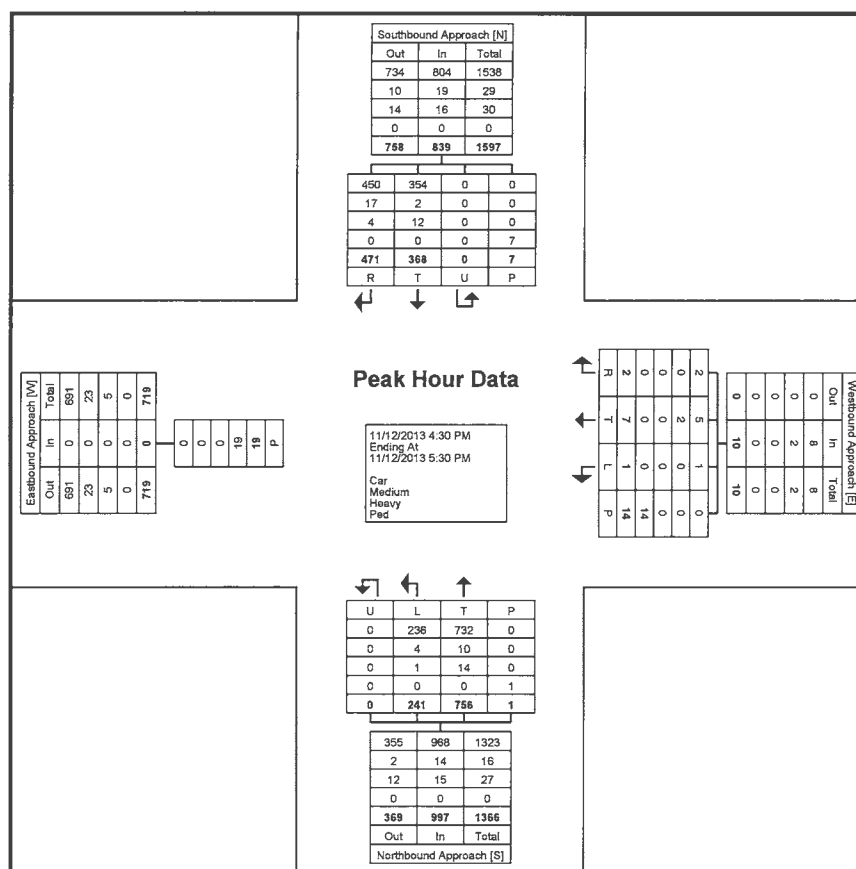 Southbound Approach [N]
Out In Total
734 804 1538
10 19 29
14 16 30
0 0 0
758 839 1597
450 354 0 0
17 2 0 0
4 12 0 0
0 0 0 7
471 368 0 7
R T U P
Eastbound Approach [W]
Out In Total
691 0 691
23 0 23
5 0 5
0 0 0
719 0 719
0
0
0
19
19
P
Peak Hour Data
11/12/2013 4:30 PM
Ending At
11/12/2013 5:30 PM
Car
Medium
Heavy
Ped
Westbound Approach [E]
Out In Total
0 8 8
0 2 2
0 0 0
0 0 0
0 10 10
2 5 1 0
0 2 0 0
0 0 0 0
0 0 0 14
2 7 1 14
R T L P
U L T P
0 236 732 0
0 4 10 0
0 1 14 0
0 0 0 1
0 241 756 1
355 968 1323
2 14 16
12 15 27
0 0 0
369 997 1366
Out In Total
Northbound Approach [S]